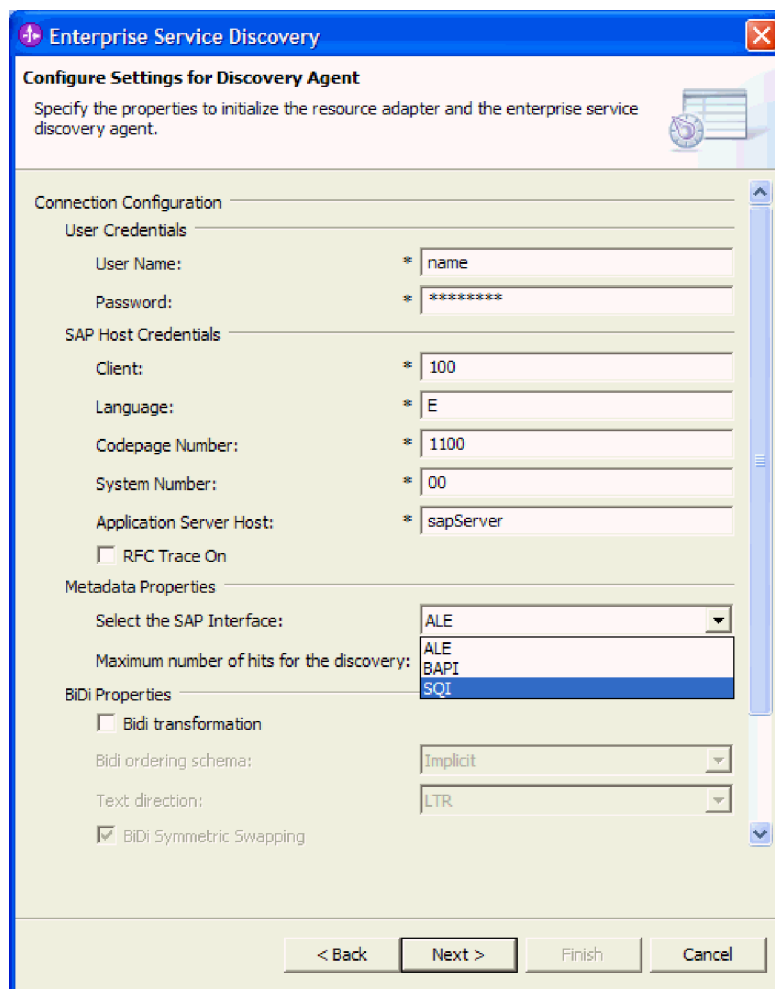 Enterprise Service Discovery
Configure Settings for Discovery Agent
Specify the properties to initialize the resource adapter and the enterprise service
discovery agent.
Connection Configuration
User Credentials
User Name: * name
Password: * ********
SAP Host Credentials
Client: * 100
Language: * E
Codepage Number: * 1100
System Number: * 00
Application Server Host: * sapServer
RFC Trace On
Metadata Properties
Select the SAP Interface: ALE
ALE
Maximum number of hits for the discovery: BAPI
SQI
BiDi Properties
Bidi transformation
Bidi ordering schema: Implicit
Text direction: LTR
BiDi Symmetric Swapping
< Back Next > Finish Cancel